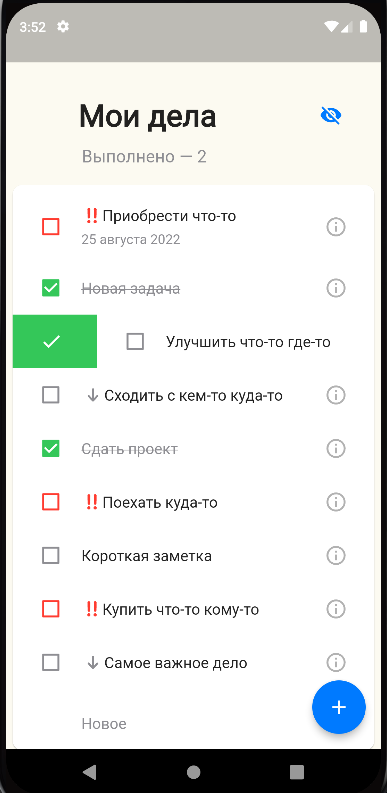 3:52
Мои дела
Выполнено — 2
‼Приобрести что-то
25 августа 2022
Новая задача
Улучшить что-то где-то
↓ Сходить с кем-то куда-то
Сдать проект
‼Поехать куда-то
Короткая заметка
‼Купить что-то кому-то
↓ Самое важное дело
Новое